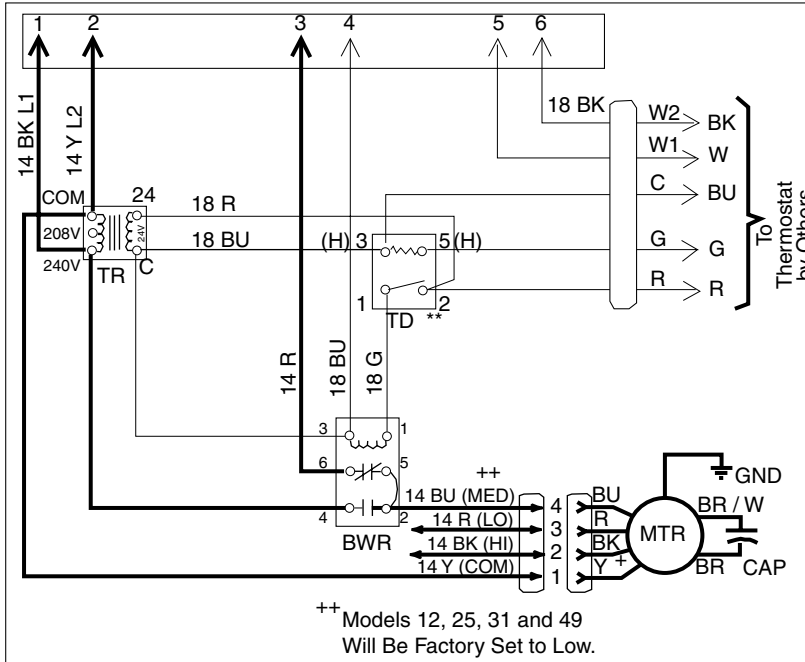 1 2 3 4 5 6
14 BK L1
14 Y L2
18 BK
W2 BK
W1 W
C BU
G G
R R
To
Thermostat
by Others
COM 24
208V
240V
24V
TR C
18 R
18 BU
(H) 3 5 (H)
1 2
TD **
14 R
18 BU
18 G
3 1
6 5
4 2
BWR
++
14 BU (MED) 4 BU
14 R (LO) 3 R
14 BK (HI) 2 BK
14 Y (COM) 1 Y +
MTR
GND
BR / W
BR CAP
++ Models 12, 25, 31 and 49
Will Be Factory Set to Low.